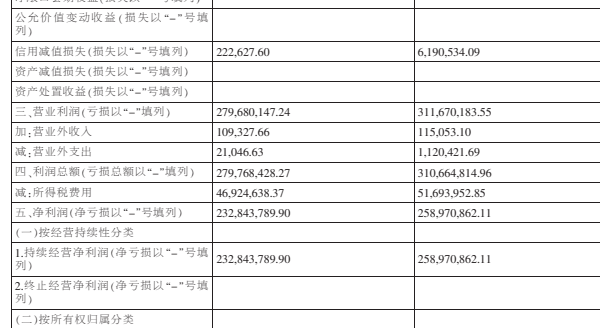 公允价值变动收益(损失以“-”号填
列)
信用减值损失(损失以“-”号填列) 222,627.60 6,190,534.09
资产减值损失(损失以“-”号填列)
资产处置收益(损失以“-”号填列)
三、营业利润(亏损以“-”填列) 279,680,147.24 311,670,183.55
加:营业外收入 109,327.66 115,053.10
减:营业外支出 21,046.63 1,120,421.69
四、利润总额(亏损总额以“-”填列) 279,768,428.27 310,664,814.96
减:所得税费用 46,924,638.37 51,693,952.85
五、净利润(净亏损以“-”号填列) 232,843,789.90 258,970,862.11
(一)按经营持续性分类
1.持续经营净利润(净亏损以“-”号填
列) 232,843,789.90 258,970,862.11
2.终止经营净利润(净亏损以“-”号填
列)
(二)按所有权归属分类